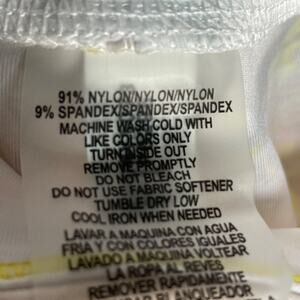 91% NYLON/NYLON/NYLON
9% SPANDEX/SPANDEX/SPANDEX
MACHINE WASH COLD WITH
LIKE COLORS ONLY
TURN INSIDE OUT
REMOVE PROMPTLY
DO NOT BLEACH
DO NOT USE FABRIC SOFTENER
TUMBLE DRY LOW
COOL IRON WHEN NEEDED
LAVAR A MAQUINA CON AGUA
FRIA Y CON COLORES IGUALES
LAVADO A MAQUINA VOLTEAR
LA ROPA AL REVES
REMOVER RAPIDAMENTE
BLANQUEADOR